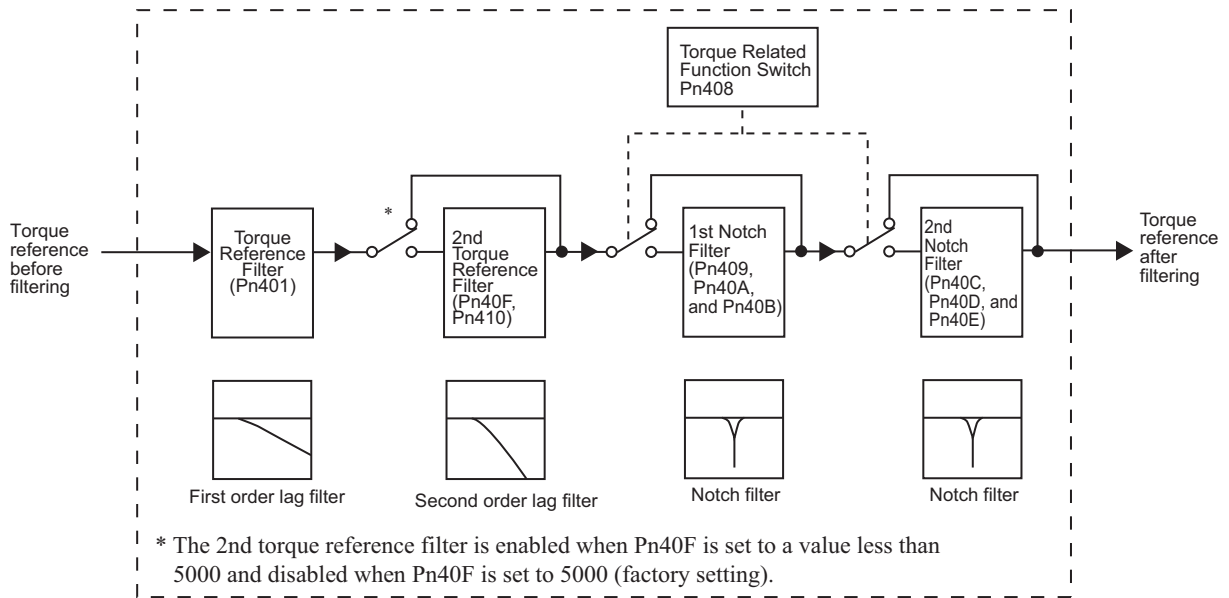 Torque Related
Function Switch
Pn408
*
Torque
reference
before
filtering
Torque
Reference
Filter
(Pn401)
2nd
Torque
Reference
Filter
(Pn40F,
Pn410)
1st Notch
Filter
(Pn409,
Pn40A,
and Pn40B)
2nd
Notch
Filter
(Pn40C,
Pn40D, and
Pn40E)
Torque
reference
after
filtering
First order lag filter
Second order lag filter
Notch filter
Notch filter
* The 2nd torque reference filter is enabled when Pn40F is set to a value less than
5000 and disabled when Pn40F is set to 5000 (factory setting).